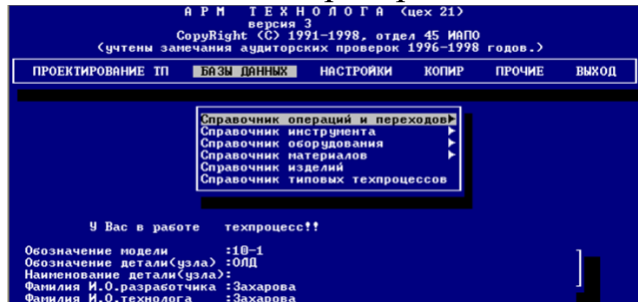 А Р М Т Е Х Н О Л О Г А (цех 21)
версия 3
CopyRight (C) 1991-1998, отдел 45 МАПО
(учтены замечания аудиторских проверок 1996-1998 годов.)
ПРОЕКТИРОВАНИЕ ТП БАЗЫ ДАННЫХ НАСТРОЙКИ КОПИР ПРОЧИЕ ВЫХОД
Справочник операций и переходов
Справочник инструмента
Справочник оборудования
Справочник материалов
Справочник изделий
Справочник типовых техпроцессов
У Вас в работе техпроцесс!!
Обозначение модели :10-1
Обозначение детали(узла) :ОЛД
Наименование детали(узла):
Фамилия И.О.разработчика :Захарова
Фамилия И.О.технолога :Захарова